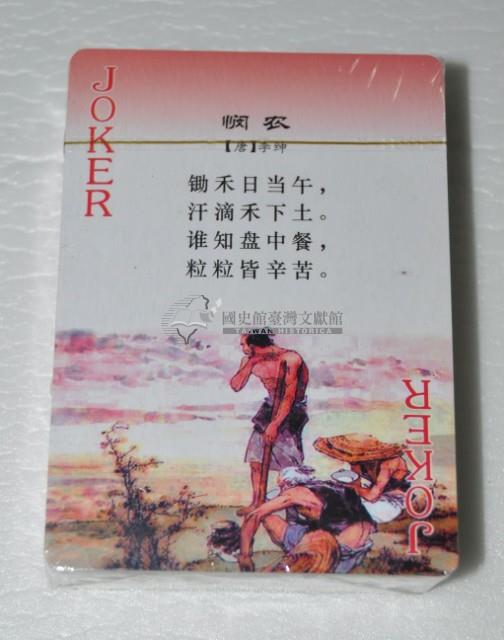 JOKER
悯农
【唐】李绅
锄禾日当午，
汗滴禾下土。
谁知盘中餐，
粒粒皆辛苦。
國史館臺灣文獻館
TAIWAN HISTORICA
JOKER